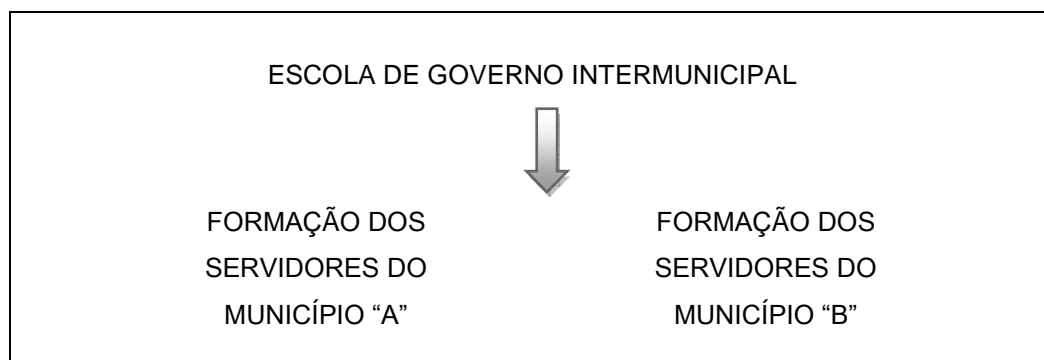 ESCOLA DE GOVERNO INTERMUNICIPAL
FORMAÇÃO DOS
SERVIDORES DO
MUNICÍPIO “A”
FORMAÇÃO DOS
SERVIDORES DO
MUNICÍPIO “B”